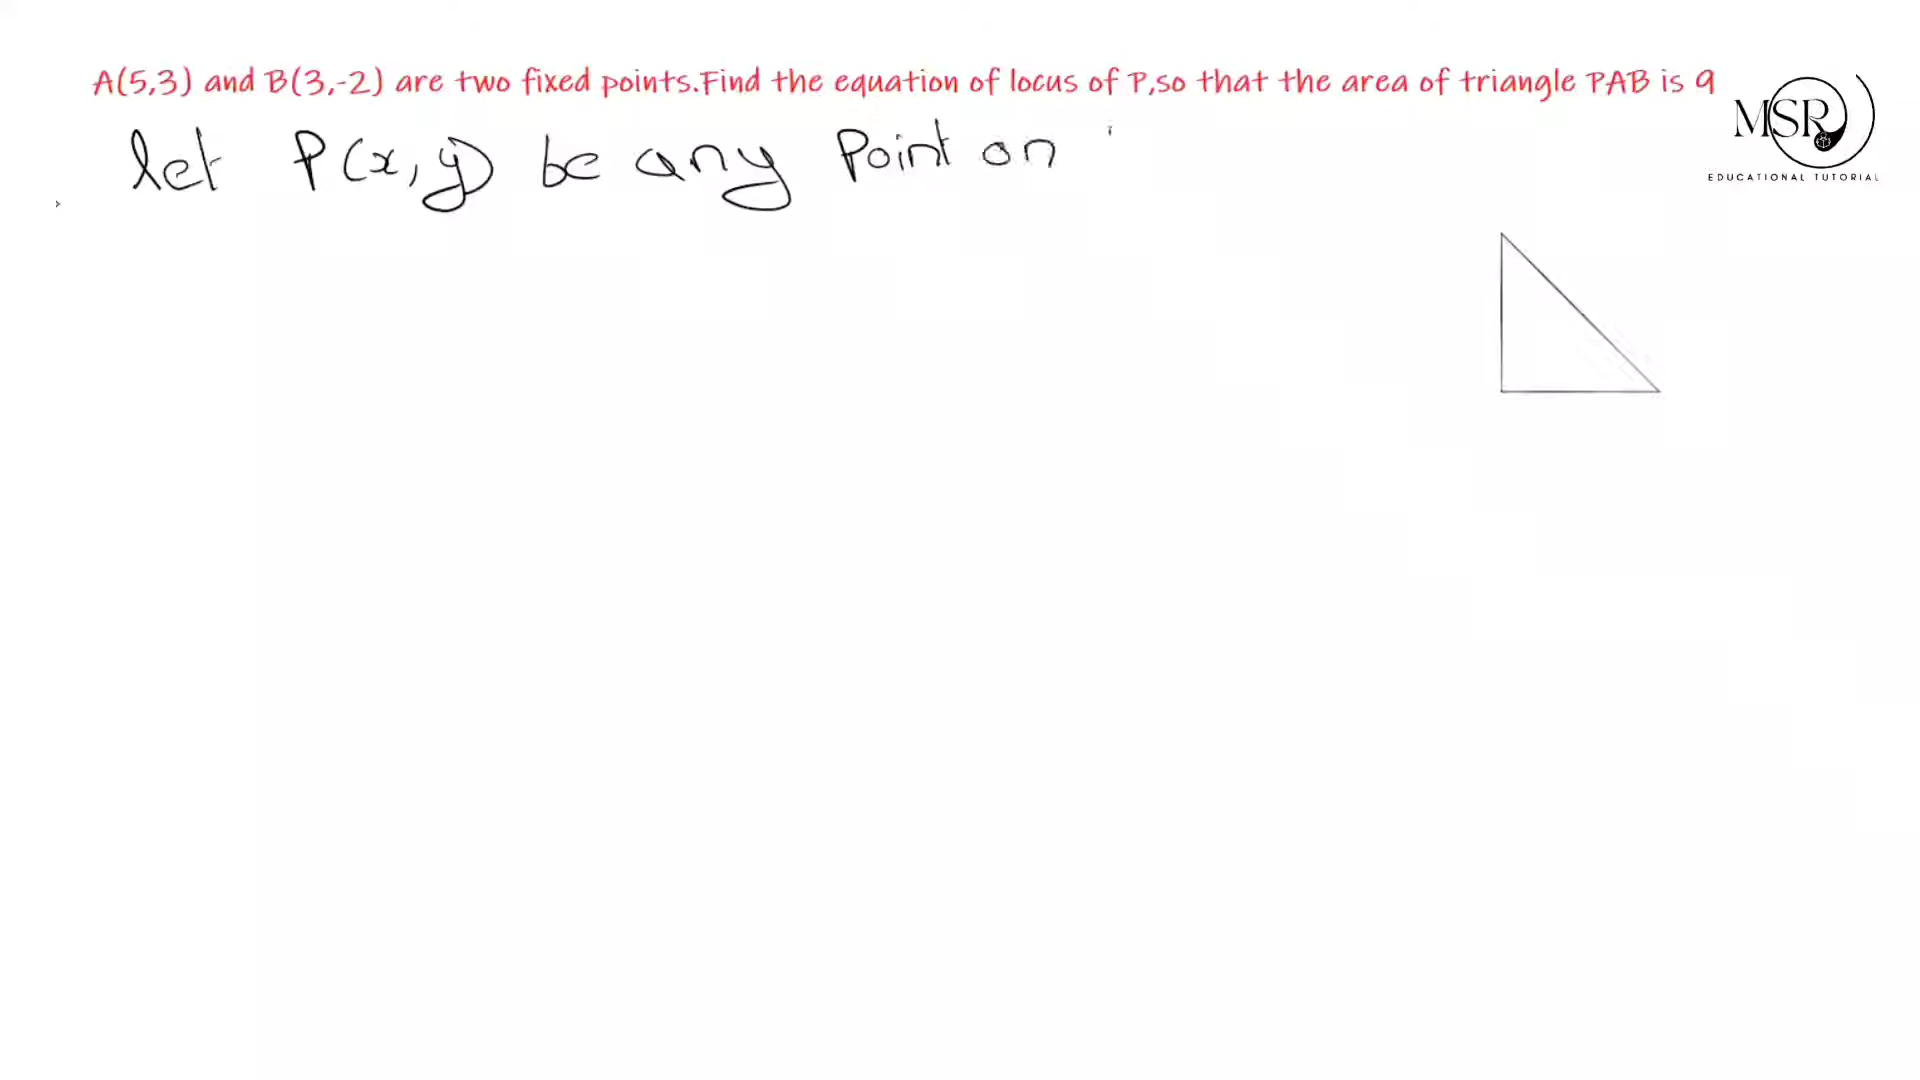 A(5,3) and B(3,-2) are two fixed points.Find the equation of locus of P,so that the area of triangle PAB is 9
let P(x,y) be any Point on
MSR
EDUCATIONAL TUTORIAL